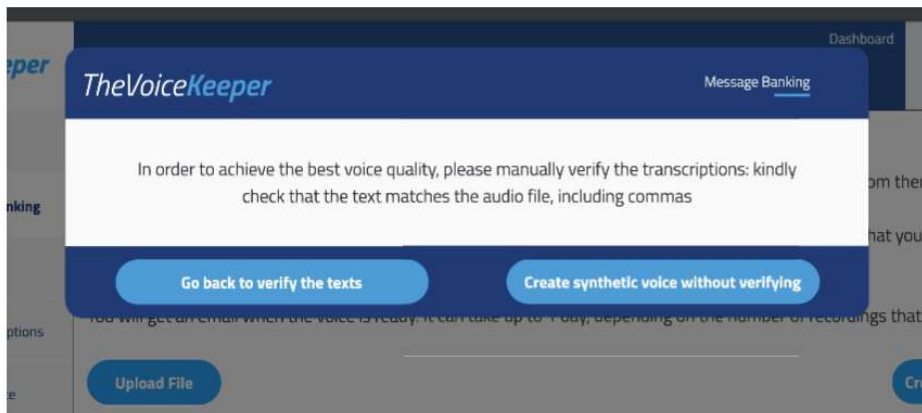 Dashboard
eper
TheVoiceKeeper
Message Banking
In order to achieve the best voice quality, please manually verify the transcriptions: kindly
check that the text matches the audio file, including commas
om ther
nking
hat you
Go back to verify the texts
Create synthetic voice without verifying
You will get an email when the voice is ready. It can take up to 1 day, depending on the number of recordings that
ptions
Upload File
Cre
ce